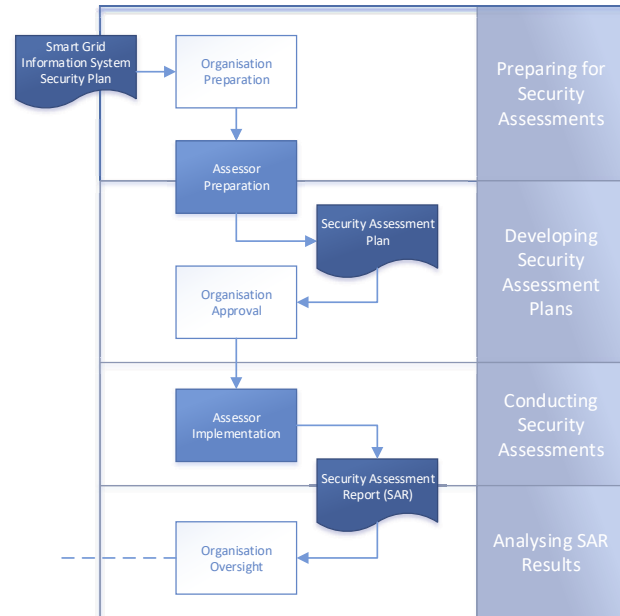 Smart Grid
Information System
Security Plan
Organisation
Preparation
Preparing for
Security
Assessments
Assessor
Preparation
Security Assessment
Plan
Developing
Security
Assessment
Plans
Organisation
Approval
Assessor
Implementation
Conducting
Security
Assessments
Security Assessment
Report (SAR)
Organisation
Oversight
Analysing SAR
Results